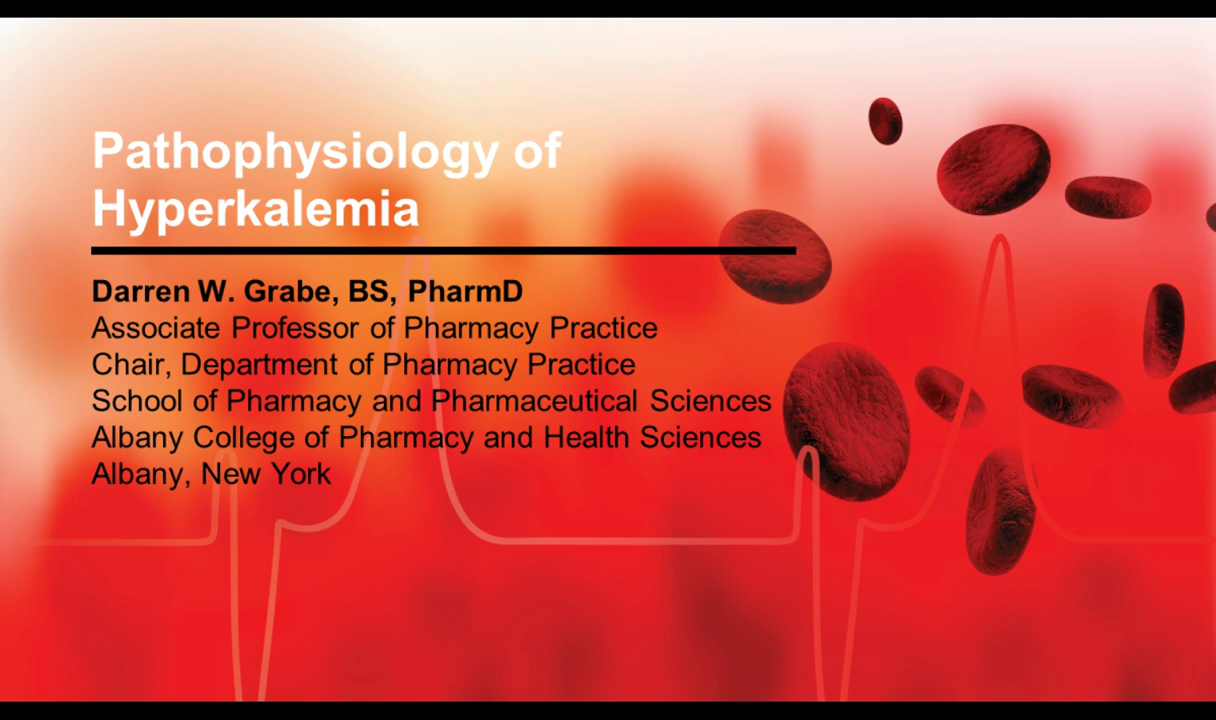 Pathophysiology of
Hyperkalemia
Darren W. Grabe, BS, PharmD
Associate Professor of Pharmacy Practice
Chair, Department of Pharmacy Practice
School of Pharmacy and Pharmaceutical Sciences
Albany College of Pharmacy and Health Sciences
Albany, New York